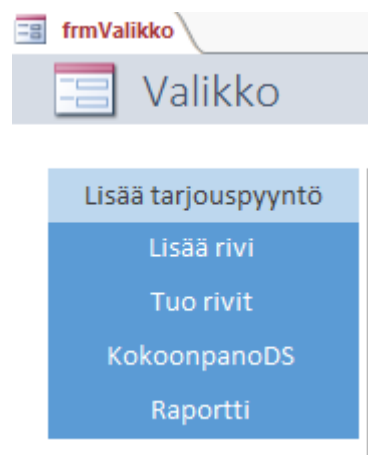 frmValikko
Valikko
Lisää tarjouspyyntö
Lisää rivi
Tuo rivit
KokoonpanoDS
Raportti